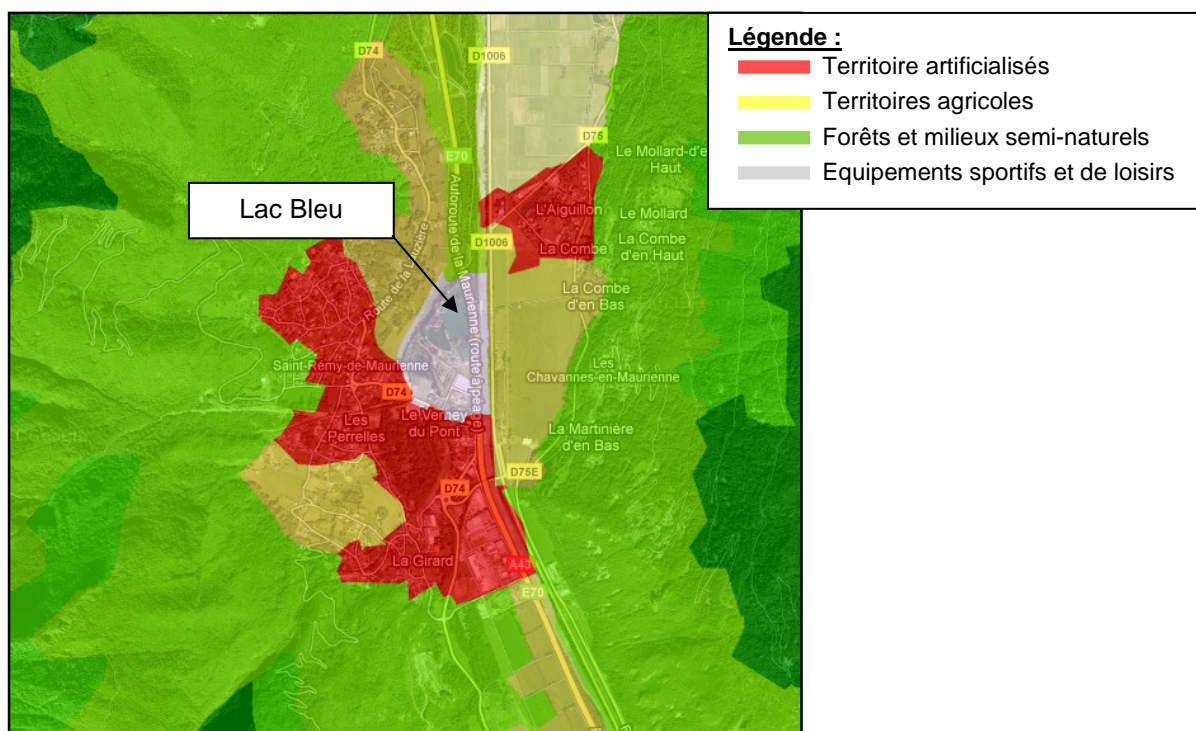 Légende :
Territoire artificialisés
Territoires agricoles
Forêts et milieux semi-naturels
Equipements sportifs et de loisirs
D74
D1006
D75
Le Mollard-d'en
Haut
E70
Lac Bleu
L'Aiguillon
Le Mollard
D1006
La Combe
La Combe
d'en Haut
Autoroute de la Maurienne (route à péage)
Route de la Lauzière
La Combe
d'en Bas
Saint-Rémy-de-Maurienne
Les
Chavannes-en-Maurienne
D74
Les
Perrelles
Le Verney
du Pont
La Martinière
d'en Bas
D75E
D74
La Girard
A43
E70